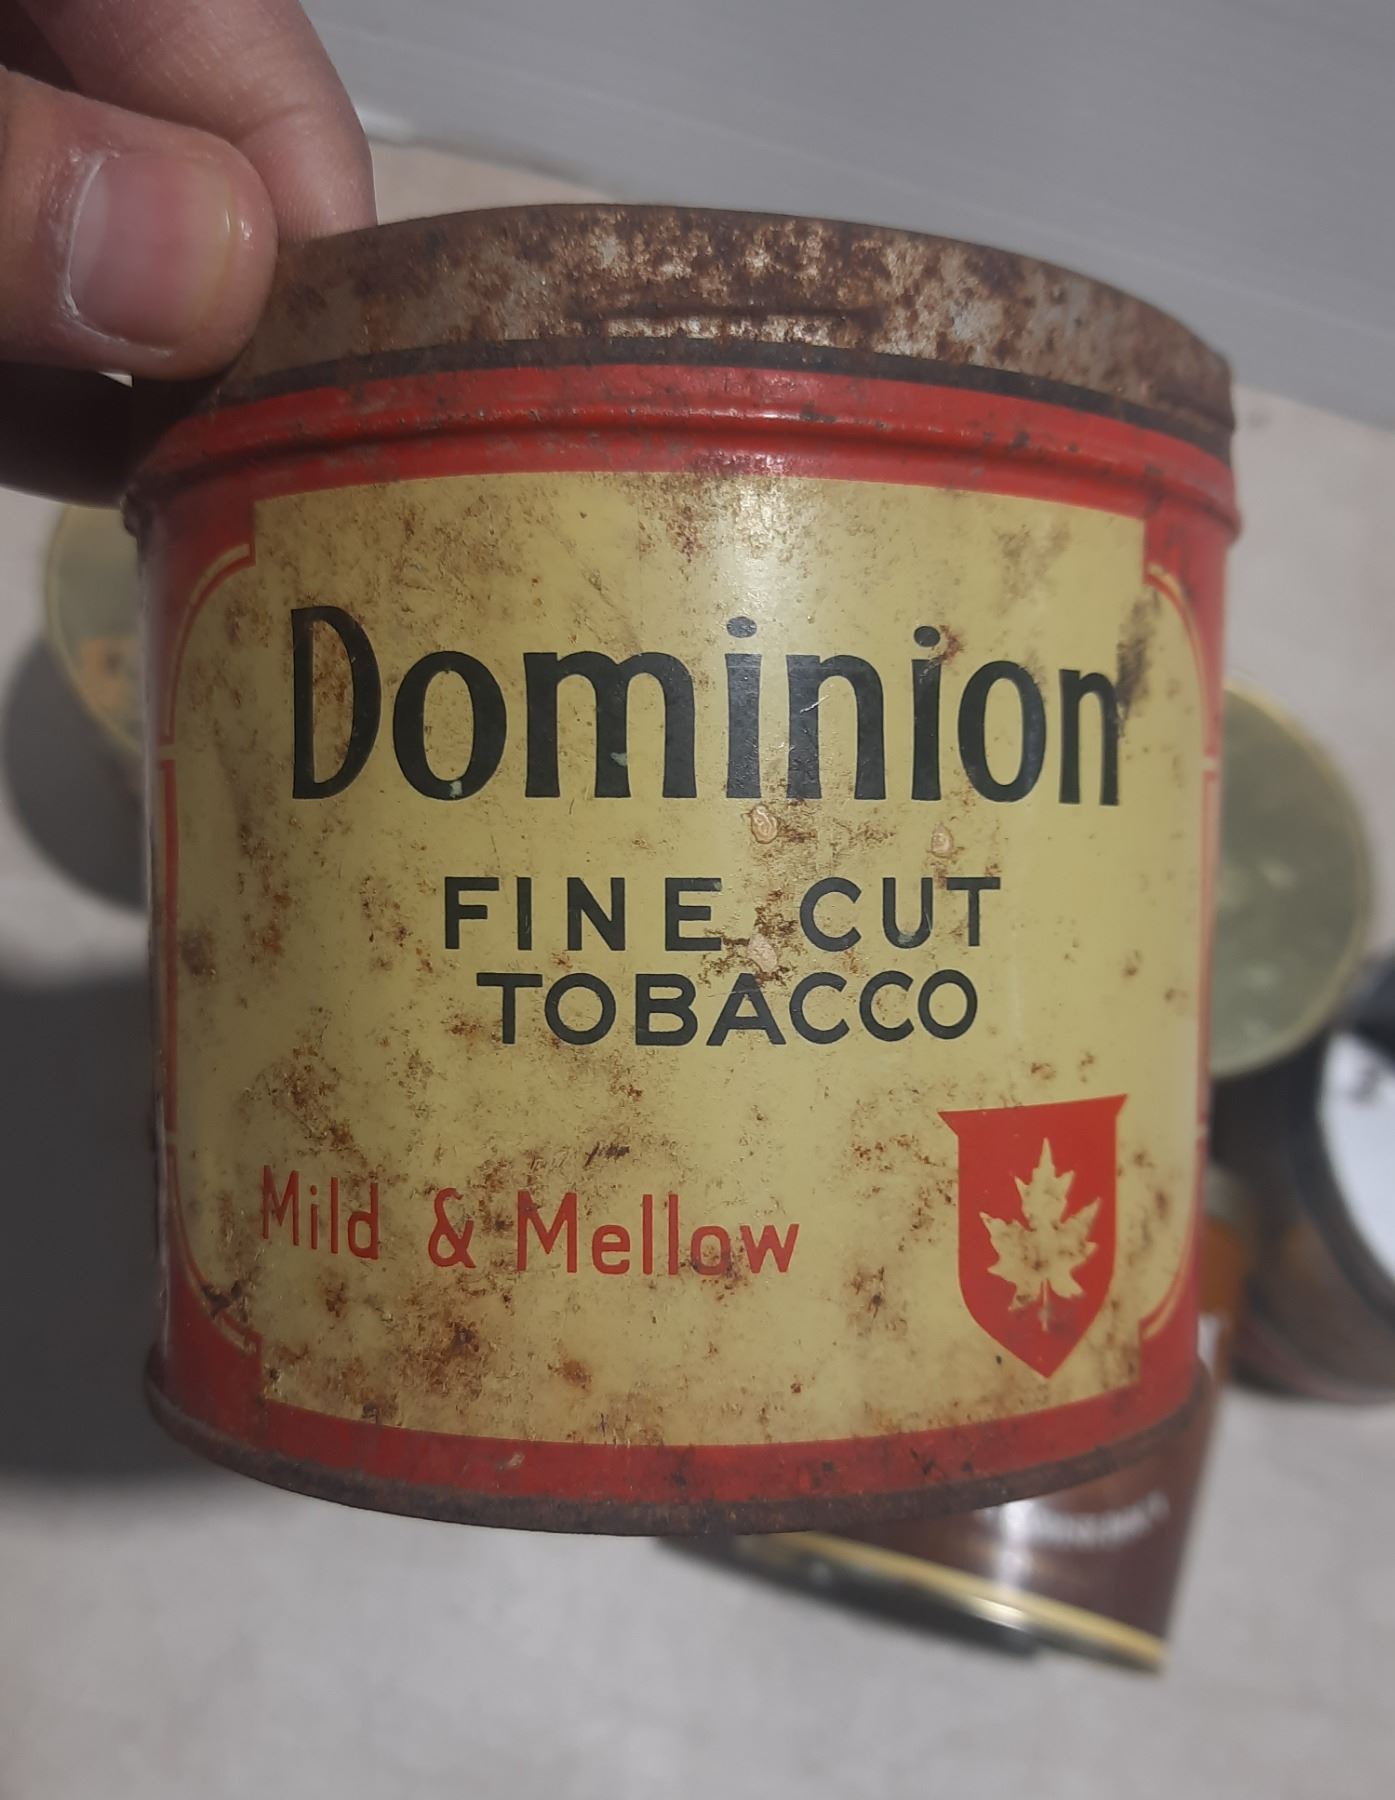 Dominion
FINE CUT
TOBACCO
Mild & Mellow